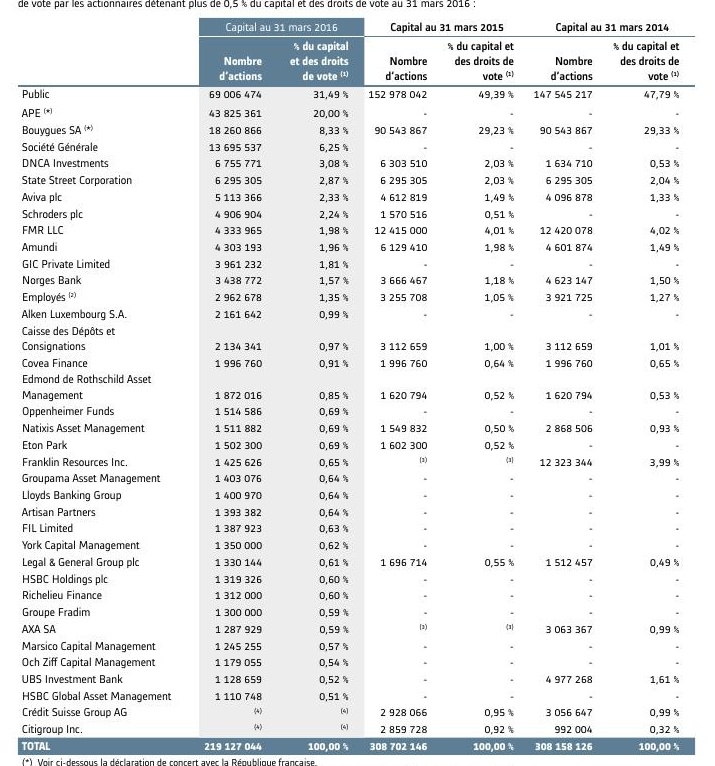 de vote par les actionnaires détenant plus de 0,5 % du capital et des droits de vote au 31 mars 2016 :
Capital au 31 mars 2016 Capital au 31 mars 2015 Capital au 31 mars 2014
Nombre d'actions % du capital et des droits de vote (1) Nombre d'actions % du capital et des droits de vote (1) Nombre d'actions % du capital et des droits de vote (1)
Public 69 006 474 31,49 % 152 978 042 49,39 % 147 545 217 47,79 %
APE (*) 43 825 361 20,00 % - - - -
Bouygues SA (*) 18 260 866 8,33 % 90 543 867 29,23 % 90 543 867 29,33 %
Société Générale 13 695 537 6,25 % - - - -
DNCA Investments 6 755 771 3,08 % 6 303 510 2,03 % 1 634 710 0,53 %
State Street Corporation 6 295 305 2,87 % 6 295 305 2,03 % 6 295 305 2,04 %
Aviva plc 5 113 366 2,33 % 4 612 819 1,49 % 4 096 878 1,33 %
Schroders plc 4 906 904 2,24 % 1 570 516 0,51 % - -
FMR LLC 4 333 965 1,98 % 12 415 000 4,01 % 12 420 078 4,02 %
Amundi 4 303 193 1,96 % 6 129 410 1,98 % 4 601 874 1,49 %
GIC Private Limited 3 961 232 1,81 % - - - -
Norges Bank 3 438 772 1,57 % 3 666 467 1,18 % 4 623 147 1,50 %
Employés (2) 2 962 678 1,35 % 3 255 708 1,05 % 3 921 725 1,27 %
Alken Luxembourg S.A. 2 161 642 0,99 % - - - -
Caisse des Dépôts et
Consignations 2 134 341 0,97 % 3 112 659 1,00 % 3 112 659 1,01 %
Covea Finance 1 996 760 0,91 % 1 996 760 0,64 % 1 996 760 0,65 %
Edmond de Rothschild Asset
Management 1 872 016 0,85 % 1 620 794 0,52 % 1 620 794 0,53 %
Oppenheimer Funds 1 514 586 0,69 % - - - -
Natixis Asset Management 1 511 882 0,69 % 1 549 832 0,50 % 2 868 506 0,93 %
Eton Park 1 502 300 0,69 % 1 602 300 0,52 % - -
Franklin Resources Inc. 1 425 626 0,65 % (3) (3) 12 323 344 3,99 %
Groupama Asset Management 1 403 076 0,64 % - - - -
Lloyds Banking Group 1 400 970 0,64 % - - - -
Artisan Partners 1 393 382 0,64 % - - - -
FIL Limited 1 387 923 0,63 % - - - -
York Capital Management 1 350 000 0,62 % - - - -
Legal & General Group plc 1 330 144 0,61 % 1 696 714 0,55 % 1 512 457 0,49 %
HSBC Holdings plc 1 319 326 0,60 % - - - -
Richelieu Finance 1 312 000 0,60 % - - - -
Groupe Fradim 1 300 000 0,59 % - - - -
AXA SA 1 287 929 0,59 % (3) (3) 3 063 367 0,99 %
Marsico Capital Management 1 245 255 0,57 % - - - -
Och Ziff Capital Management 1 179 055 0,54 % - - - -
UBS Investment Bank 1 128 659 0,52 % - - 4 977 268 1,61 %
HSBC Global Asset Management 1 110 748 0,51 % - - - -
Crédit Suisse Group AG (4) (4) 2 928 066 0,95 % 3 056 647 0,99 %
Citigroup Inc. (4) (4) 2 859 728 0,92 % 992 004 0,32 %
TOTAL 219 127 044 100,00 % 308 702 146 100,00 % 308 158 126 100,00 %
(*) Voir ci-dessous la déclaration de concert avec la République française.